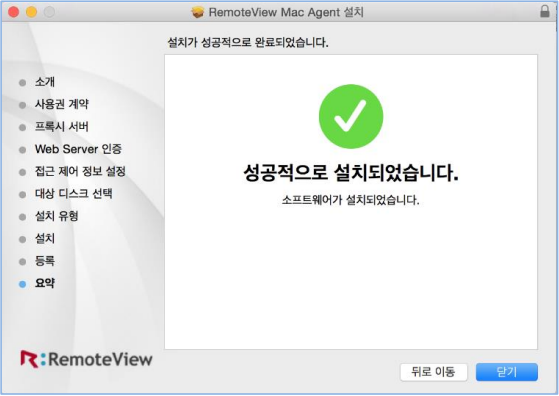 RemoteView Mac Agent 설치
설치가 성공적으로 완료되었습니다.
소개
사용권 계약
프록시 서버
Web Server 인증
접근 제어 정보 설정
대상 디스크 선택
설치 유형
설치
등록
요약
성공적으로 설치되었습니다.
소프트웨어가 설치되었습니다.
R:RemoteView
뒤로 이동
닫기